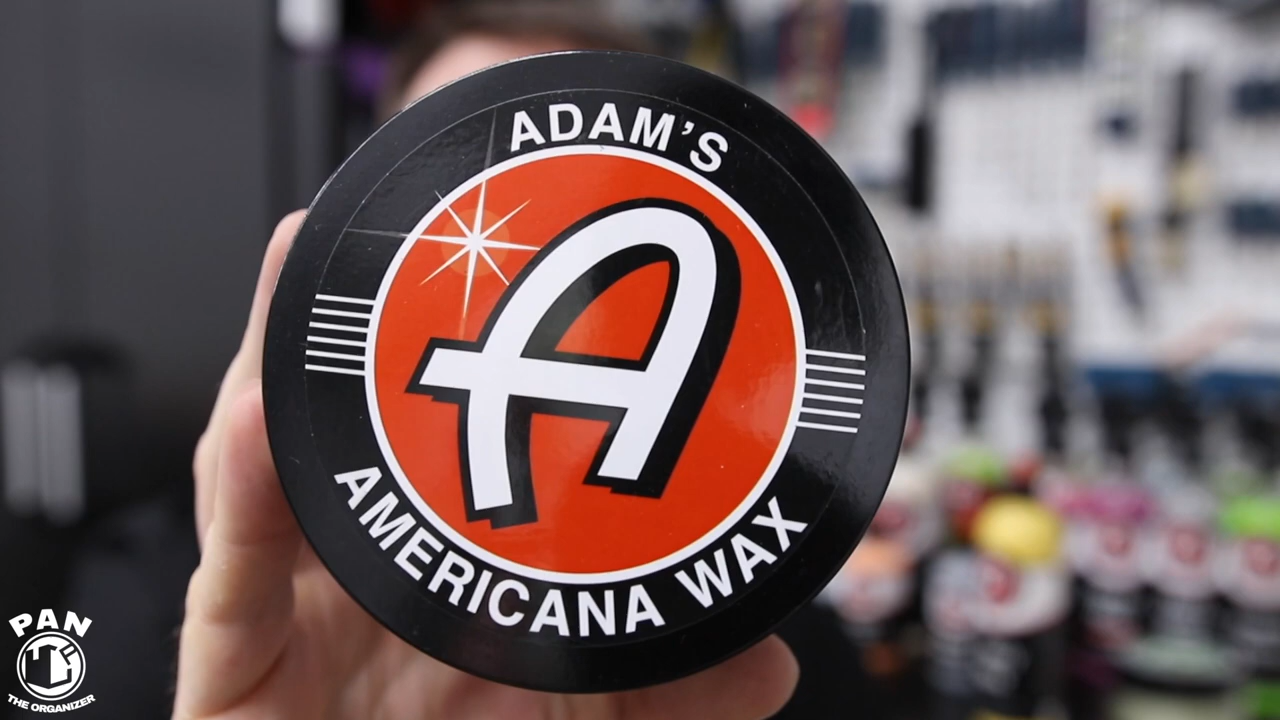 ADAM'S
A
AMERICANA WAX
PAN
THE ORGANIZER